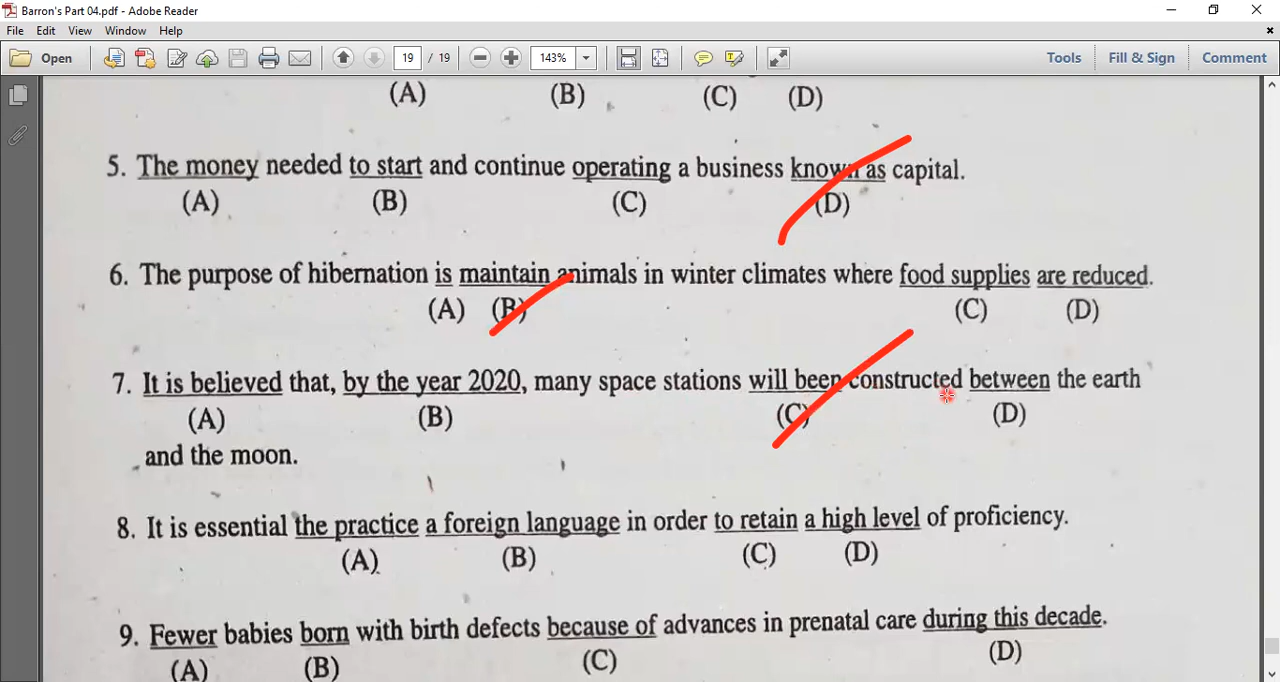 Barron's Part 04.pdf - Adobe Reader
File Edit View Window Help
Open 19 / 19 143% Tools Fill & Sign Comment
(A) (B) (C) (D)
5. The money needed to start and continue operating a business known as capital.
(A) (B) (C) (D)
6. The purpose of hibernation is maintain animals in winter climates where food supplies are reduced.
(A) (B) (C) (D)
7. It is believed that, by the year 2020, many space stations will been constructed between the earth
(A) (B) (C) (D)
and the moon.
8. It is essential the practice a foreign language in order to retain a high level of proficiency.
(A) (B) (C) (D)
9. Fewer babies born with birth defects because of advances in prenatal care during this decade.
(A) (B) (C) (D)